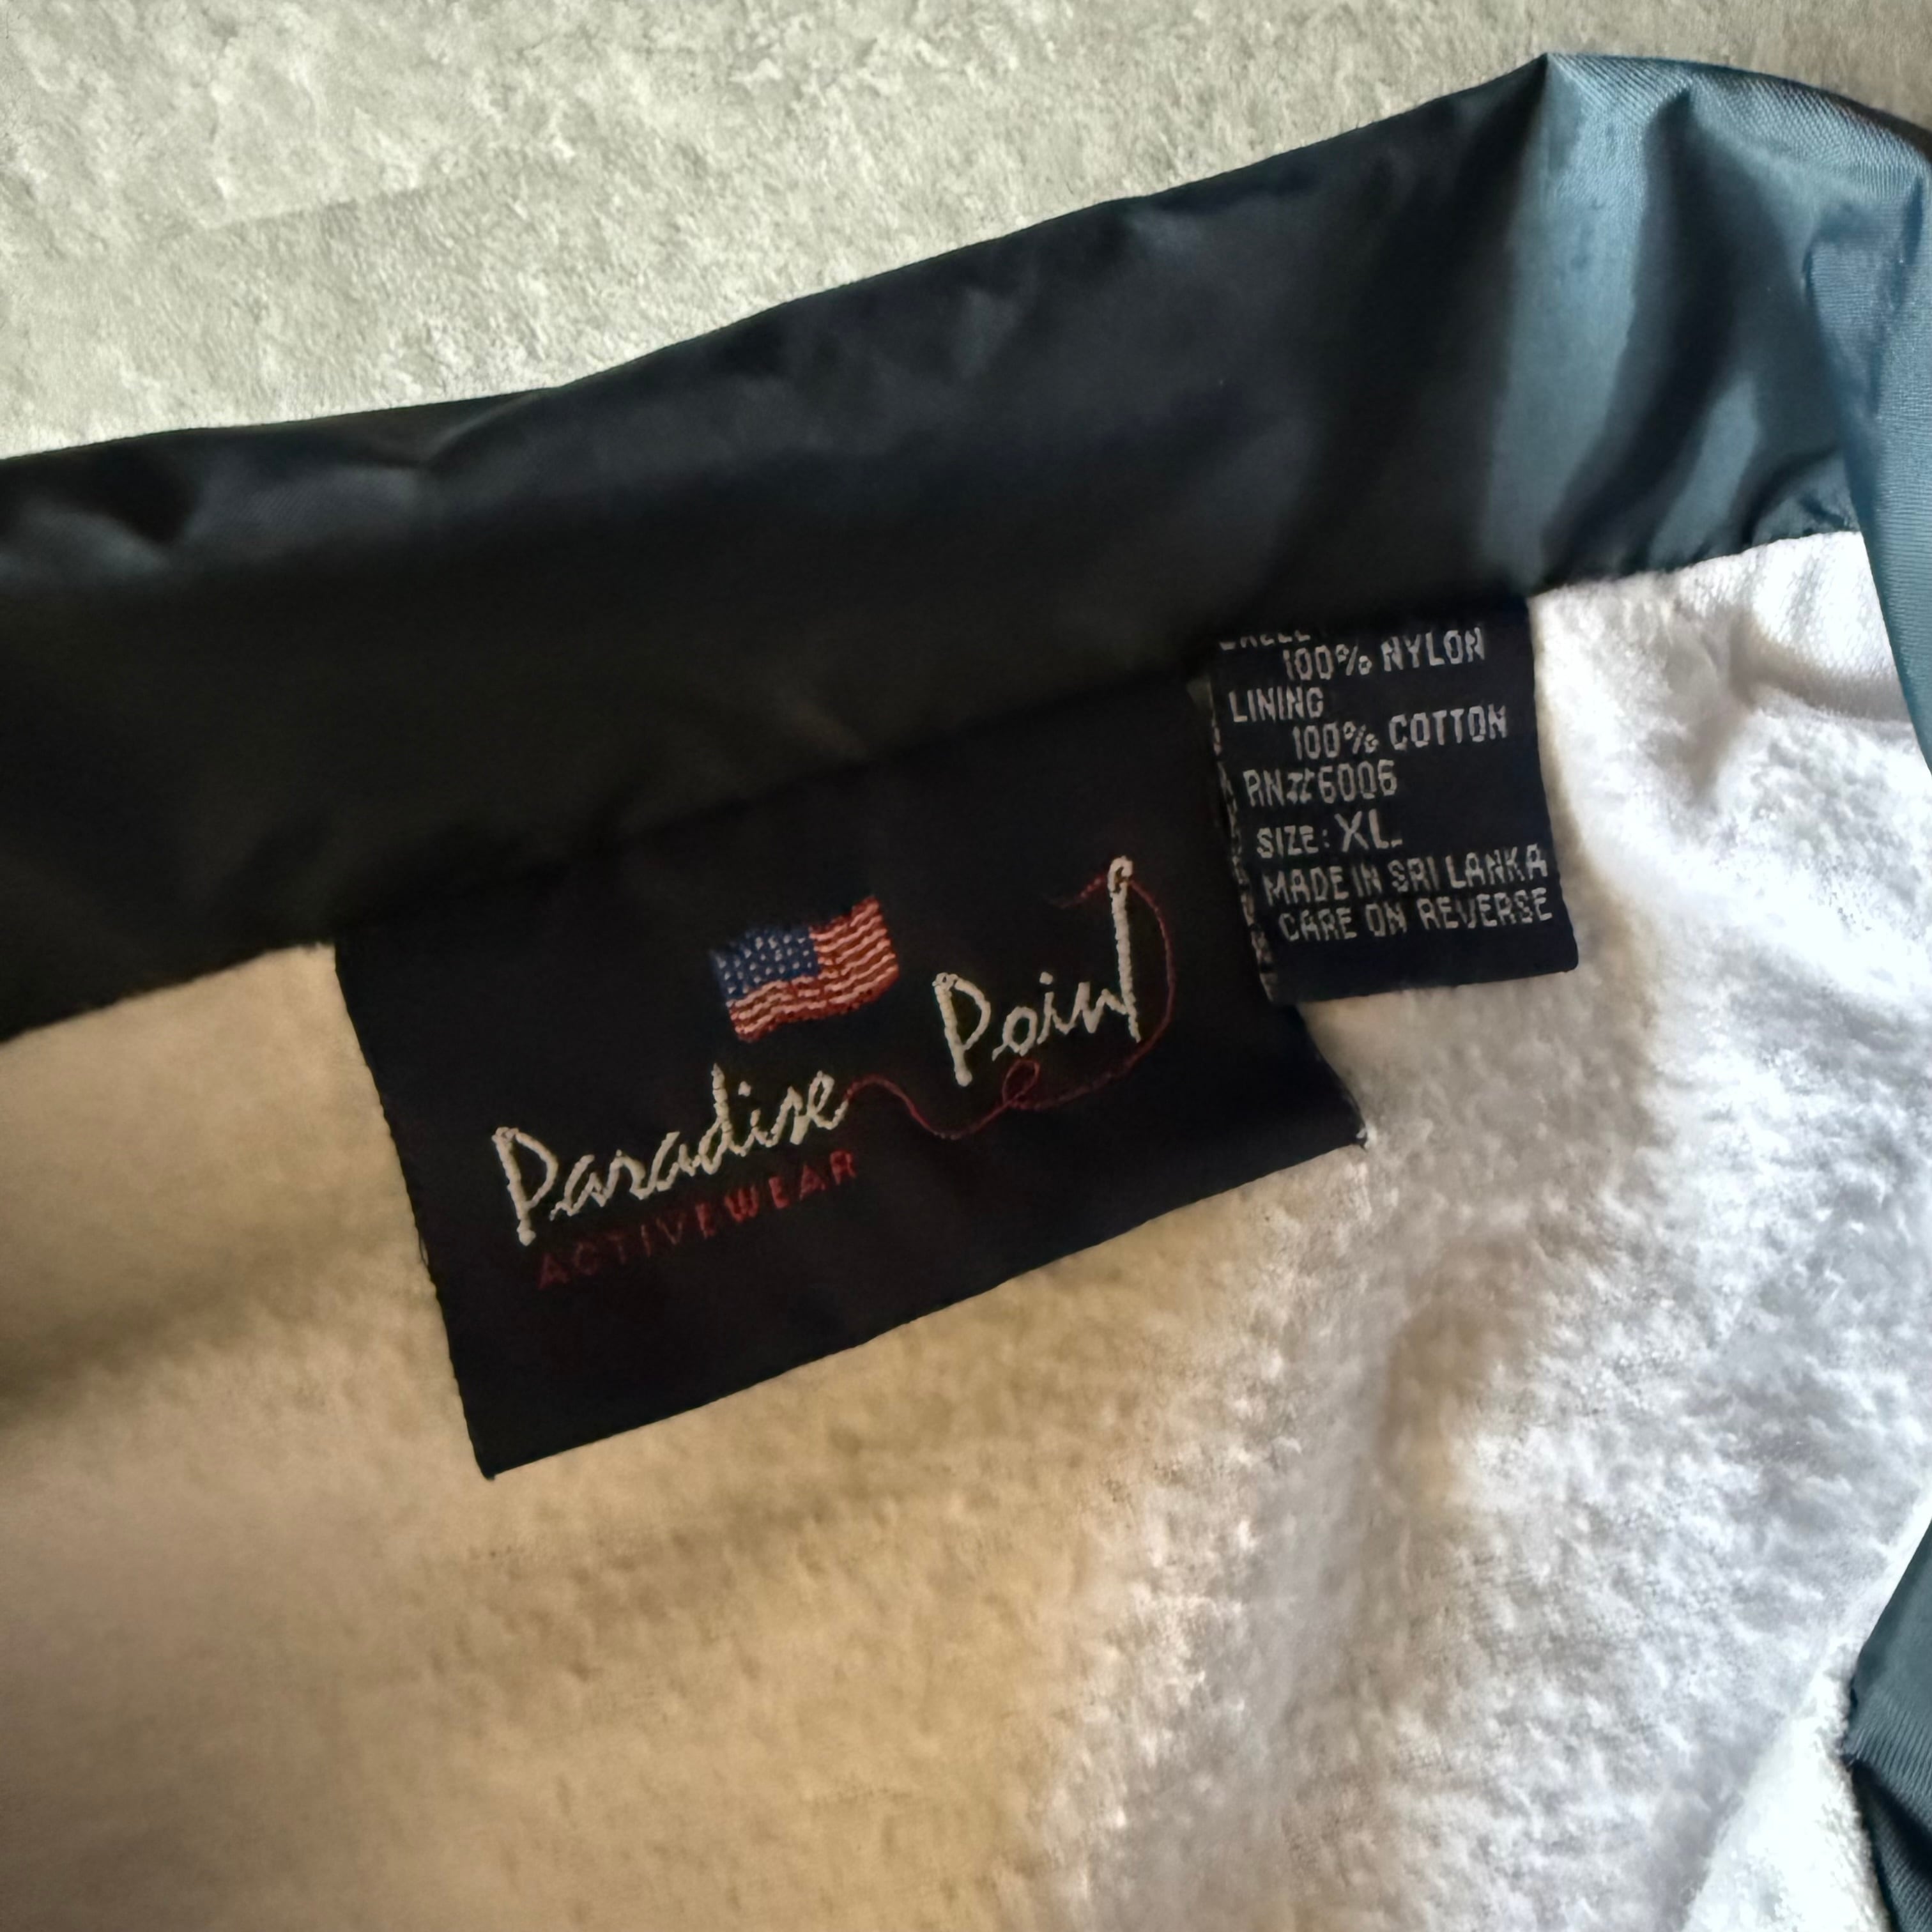 Paradise Point
ACTIVEWEAR
100% NYLON
LINING
100% COTTON
RN#6006
SIZE: XL
MADE IN SRI LANKA
CARE ON REVERSE